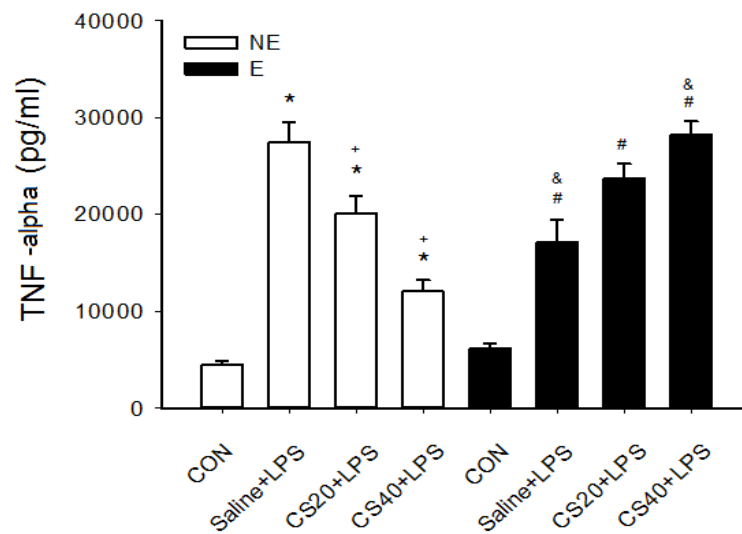 40000
30000
20000
10000
0
TNF -alpha (pg/ml)
NE
E
*
+
*
+
*
&
#
#
&
#
CON
Saline+LPS
CS20+LPS
CS40+LPS
CON
Saline+LPS
CS20+LPS
CS40+LPS